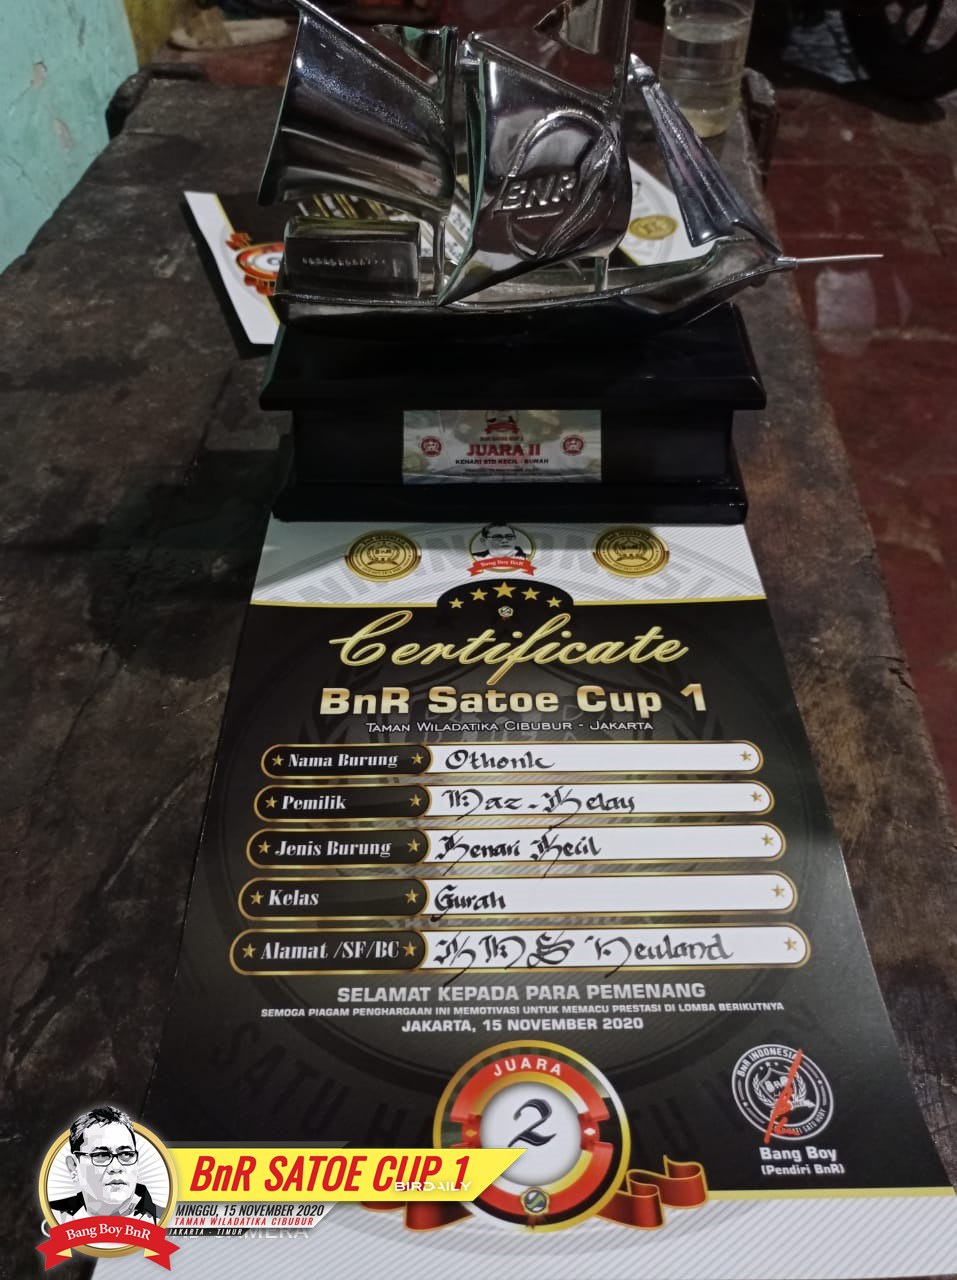 BNR
JUARA II
KENARI STD KECIL - GURAH
Bang Boy BnR
Certificate
BnR Satoe Cup 1
TAMAN WILADATIKA CIBUBUR - JAKARTA
Nama Burung Othonk
Pemilik Maz - Kelay
Jenis Burung Kenari Kecil
Kelas Gurah
Alamat /SF/BC
SELAMAT KEPADA PARA PEMENANG
SEMOGA PIAGAM PENGHARGAAN INI MEMOTIVASI UNTUK MEMACU PRESTASI DI LOMBA BERIKUTNYA
JAKARTA, 15 NOVEMBER 2020
JUARA
2
BnR INDONESIA
Bang Boy
(Pendiri BnR)
BnR SATOE CUP 1
BIRDAILY
MINGGU, 15 NOVEMBER 2020
TAMAN WILADATIKA CIBUBUR
JAKARTA - TIMUR
Bang Boy BnR